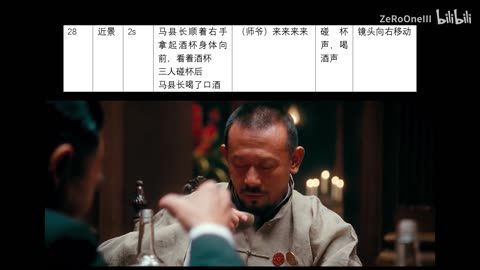 ZeRoOneIII bilibili
28 近景 2s 马县长顺着右手 （师爷）来来来来 碰杯 镜头向右移动
拿起酒杯身体向 声，喝
前，看着酒杯 酒声
三人碰杯后
马县长喝了口酒